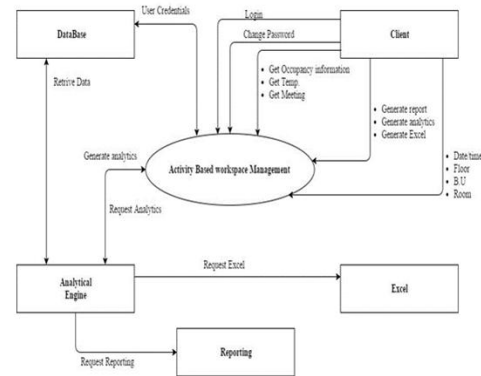 User Credentials
Login
DataBase
Client
Change Password
• Get Occupancy information
• Get Temp.
• Get Meeting
Retrive Data
• Generate report
• Generate analytics
• Generate Excel
Generate analytics
Activity Based workspace Management
• Date/time
• Floor
• B.U
• Room
Request Analytics
Request Excel
Analytical
Engine
Excel
Request Reporting
Reporting